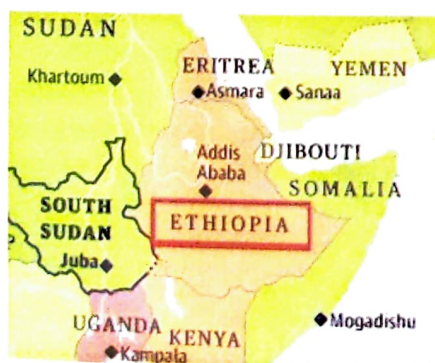 SUDAN
Khartoum
ERITREA
Asmara
YEMEN
Sanaa
Addis
Ababa
DJIBOUTI
SOMALIA
SOUTH
SUDAN
ETHIOPIA
Juba
UGANDA
KENYA
Kampala
Mogadishu